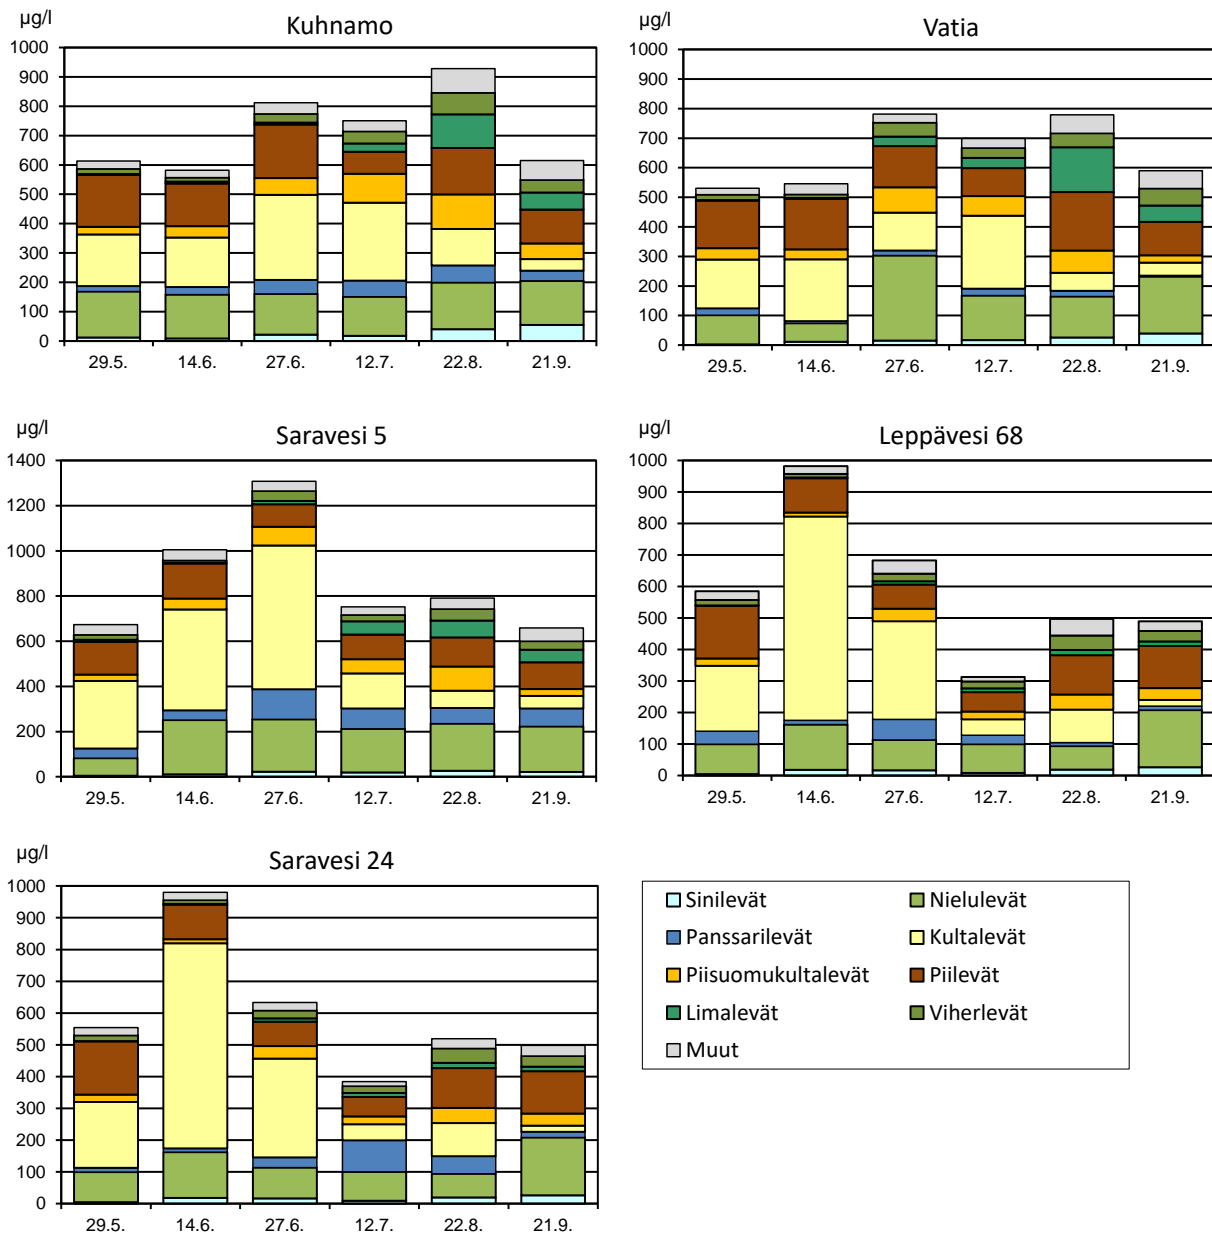 µg/l
Kuhnamo
1000
900
800
700
600
500
400
300
200
100
0
29.5. 14.6. 27.6. 12.7. 22.8. 21.9.
µg/l
Vatia
1000
900
800
700
600
500
400
300
200
100
0
29.5. 14.6. 27.6. 12.7. 22.8. 21.9.
µg/l
Saravesi 5
1400
1200
1000
800
600
400
200
0
29.5. 14.6. 27.6. 12.7. 22.8. 21.9.
µg/l
Leppävesi 68
1000
900
800
700
600
500
400
300
200
100
0
29.5. 14.6. 27.6. 12.7. 22.8. 21.9.
µg/l
Saravesi 24
1000
900
800
700
600
500
400
300
200
100
0
29.5. 14.6. 27.6. 12.7. 22.8. 21.9.
Sinilevät Nielulevät
Panssarilevät Kultalevät
Piisuomukultalevät Piilevät
Limalevät Viherlevät
Muut